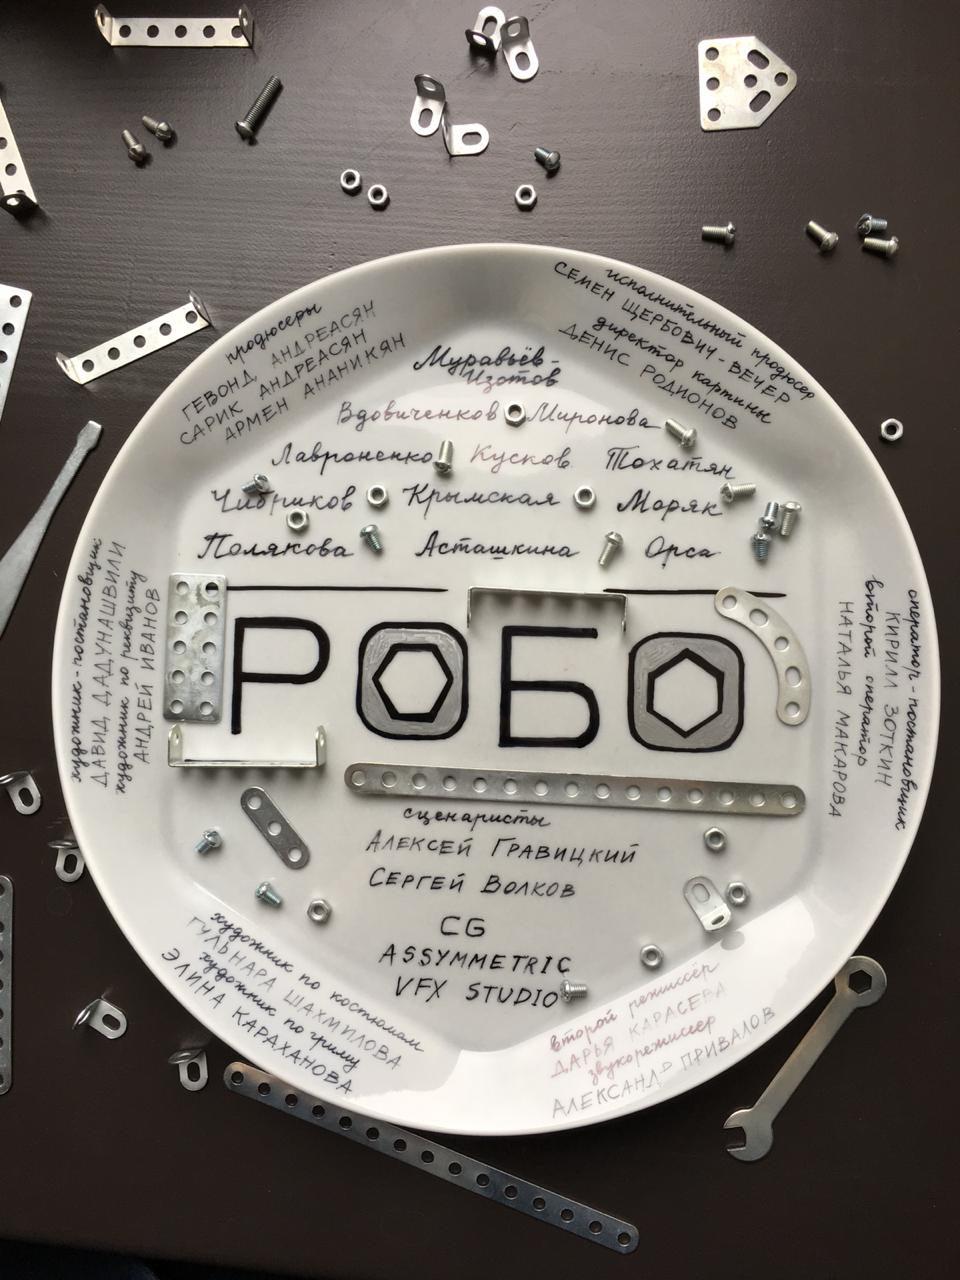 продюсеры
ГЕВОНД АНДРЕАСЯН
САРИК АНДРЕАСЯН
АРМЕН АНАНИКЯН
исполнительный продюсер
СЕМЕН ЩЕРБОВИЧ-ВЕЧЕР
директор картины
ДЕНИС РОДИОНОВ
Муравьёв-
Изотов
Вдовиченков Миронова
Лавроненко Кусков Тохатян
Чибриков Крымская Моряк
Полякова Асташкина Орса
художник-постановщик
ДАВИД ДАДУНАШВИЛИ
художник по реквизиту
АНДРЕЙ ИВАНОВ
РОБО
оператор-постановщик
КИРИЛЛ ЗОТКИН
второй оператор
НАТАЛЬЯ МАКАРОВА
сценаристы
АЛЕКСЕЙ ГРАВИЦКИЙ
СЕРГЕЙ ВОЛКОВ
CG
ASSYMMETRIC
VFX STUDIO
художник по костюмам
ГУЛЬНАРА ШАХМИЛОВА
художник по гриму
ЭЛИНА КАРАХАНОВА
второй режиссёр
ДАРЬЯ КАРАСЕВА
звукорежиссер
АЛЕКСАНДР ПРИВАЛОВ